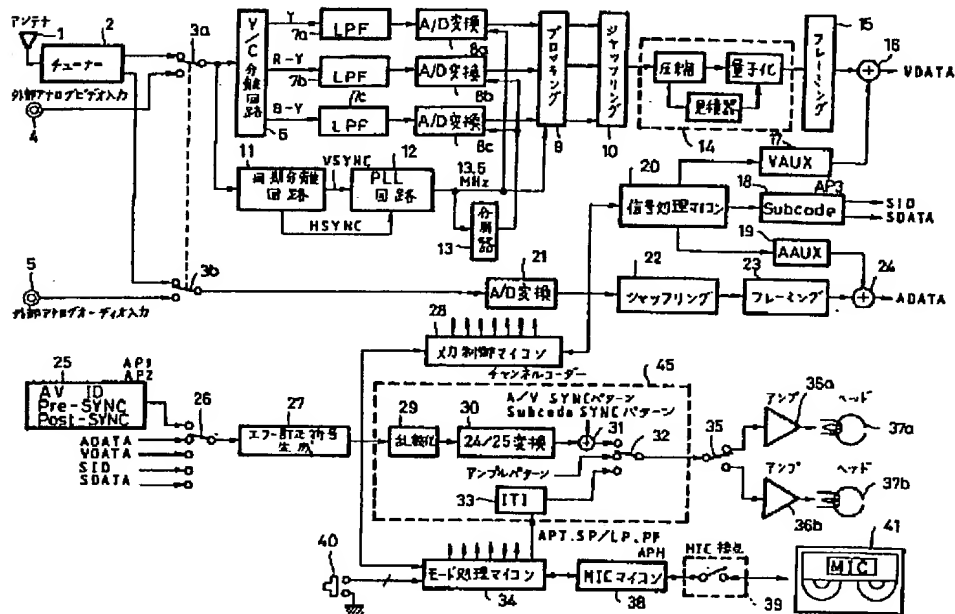 アンテナ
1
2
チューナー
3a
外部アナログビデオ入力
4
Y/C分離回路
6
Y
R-Y
B-Y
7a
LPF
7b
LPF
7c
LPF
A/D変換
8a
A/D変換
8b
A/D変換
8c
ブロッキング
9
シャッフリング
10
圧縮
量子化
見積器
14
15
フレーミング
16
VDATA
11
同期分離回路
VSYNC
HSYNC
12
PLL回路
13.5 MHz
13
分周器
17
VAUX
AP3
18
Subcode
SID
SDATA
19
AAUX
20
信号処理マイコン
5
外部アナログオーディオ入力
3b
21
A/D変換
22
シャッフリング
23
フレーミング
24
ADATA
28
メカ制御マイコン
チャンネルコーダー
45
25
AP1
AP2
AV ID
Pre-SYNC
Post-SYNC
26
ADATA
VDATA
SID
SDATA
27
エラー訂正符号生成
29
乱数化
30
24/25変換
A/V SYNCパターン
Subcode SYNCパターン
31
32
アンブルパターン
33
ITI
35
アンプ
36a
ヘッド
37a
アンプ
36b
ヘッド
37b
APT.SP/LP.PF
40
モード処理マイコン
34
APM
MICマイコン
38
MIC接点
39
41
MIC